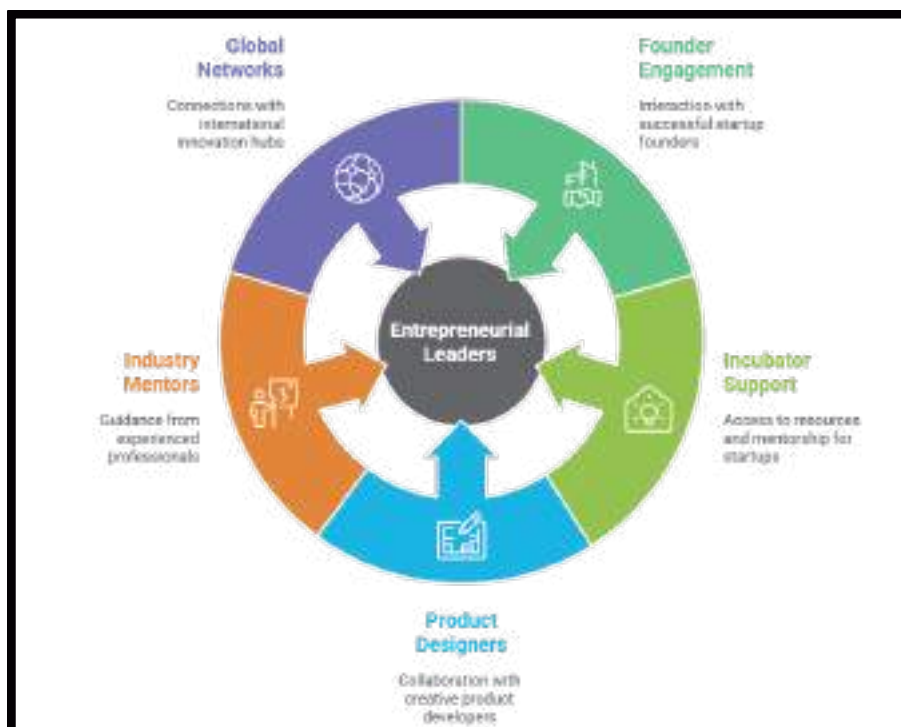 Global
Networks
Connections with
international
innovation hubs
Founder
Engagement
Interaction with
successful startup
founders
Entrepreneurial
Leaders
Industry
Mentors
Guidance from
experienced
professionals
Incubator
Support
Access to resources
and mentorship for
startups
Product
Designers
Collaboration with
creative product
developers